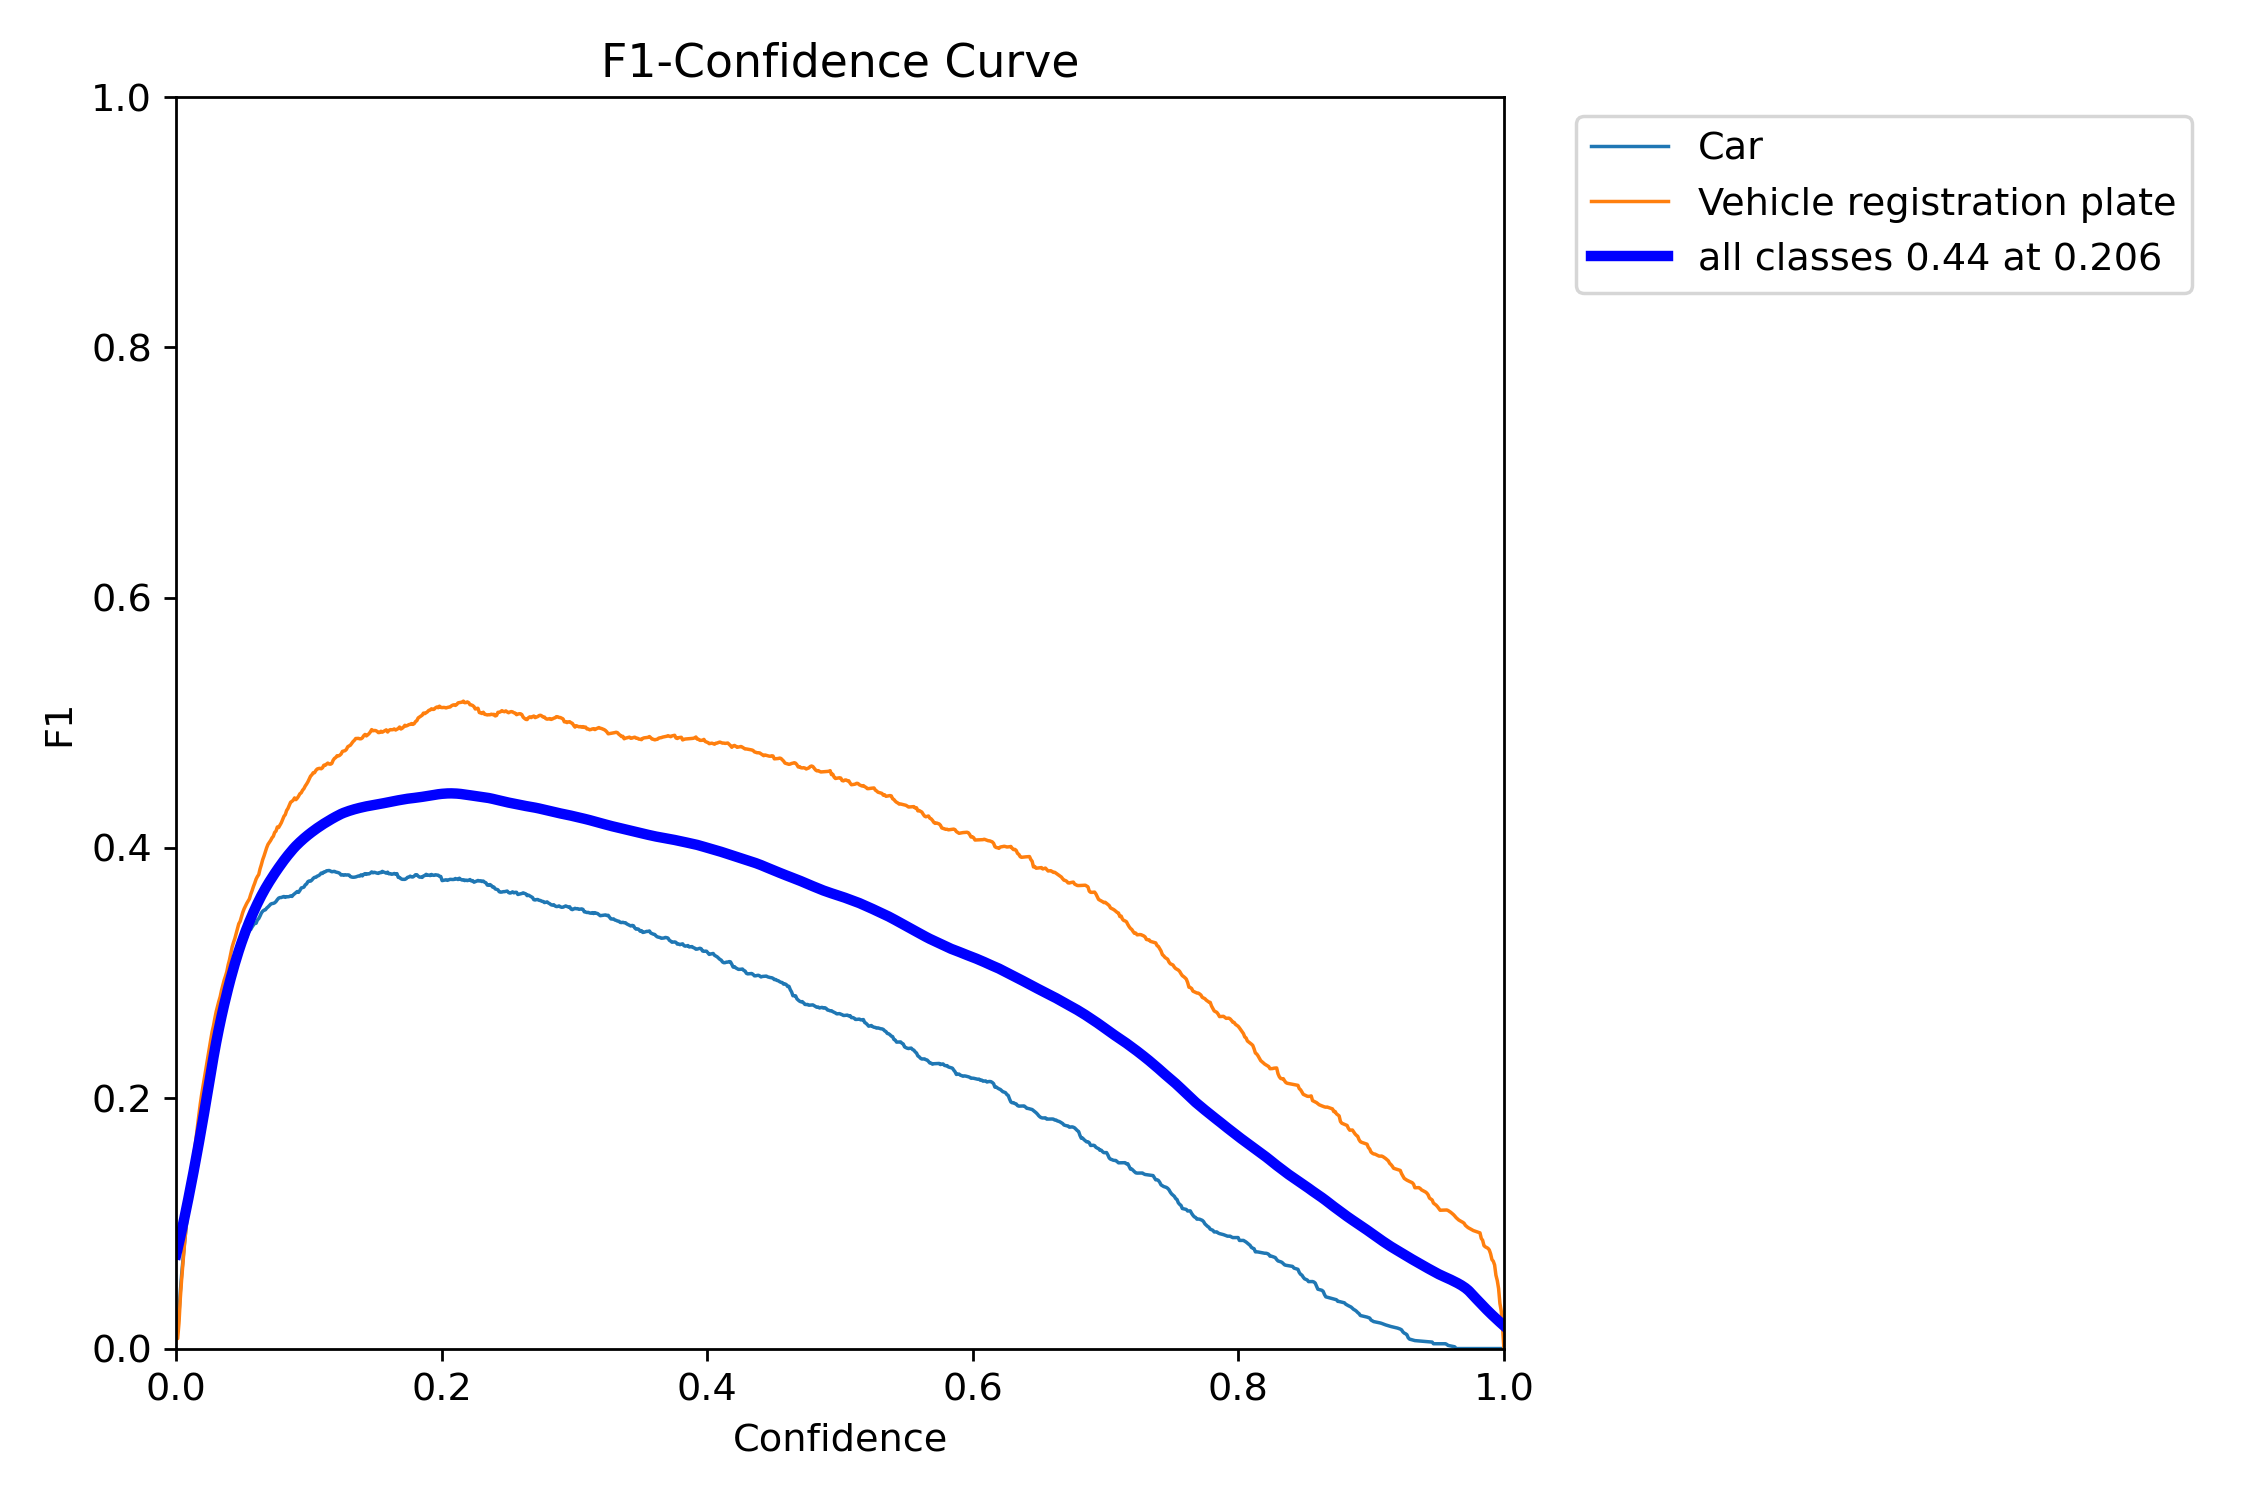 F1-Confidence Curve
1.0
0.8
0.6
0.4
0.2
0.0
F1
0.0 0.2 0.4 0.6 0.8 1.0
Confidence
Car
Vehicle registration plate
all classes 0.44 at 0.206